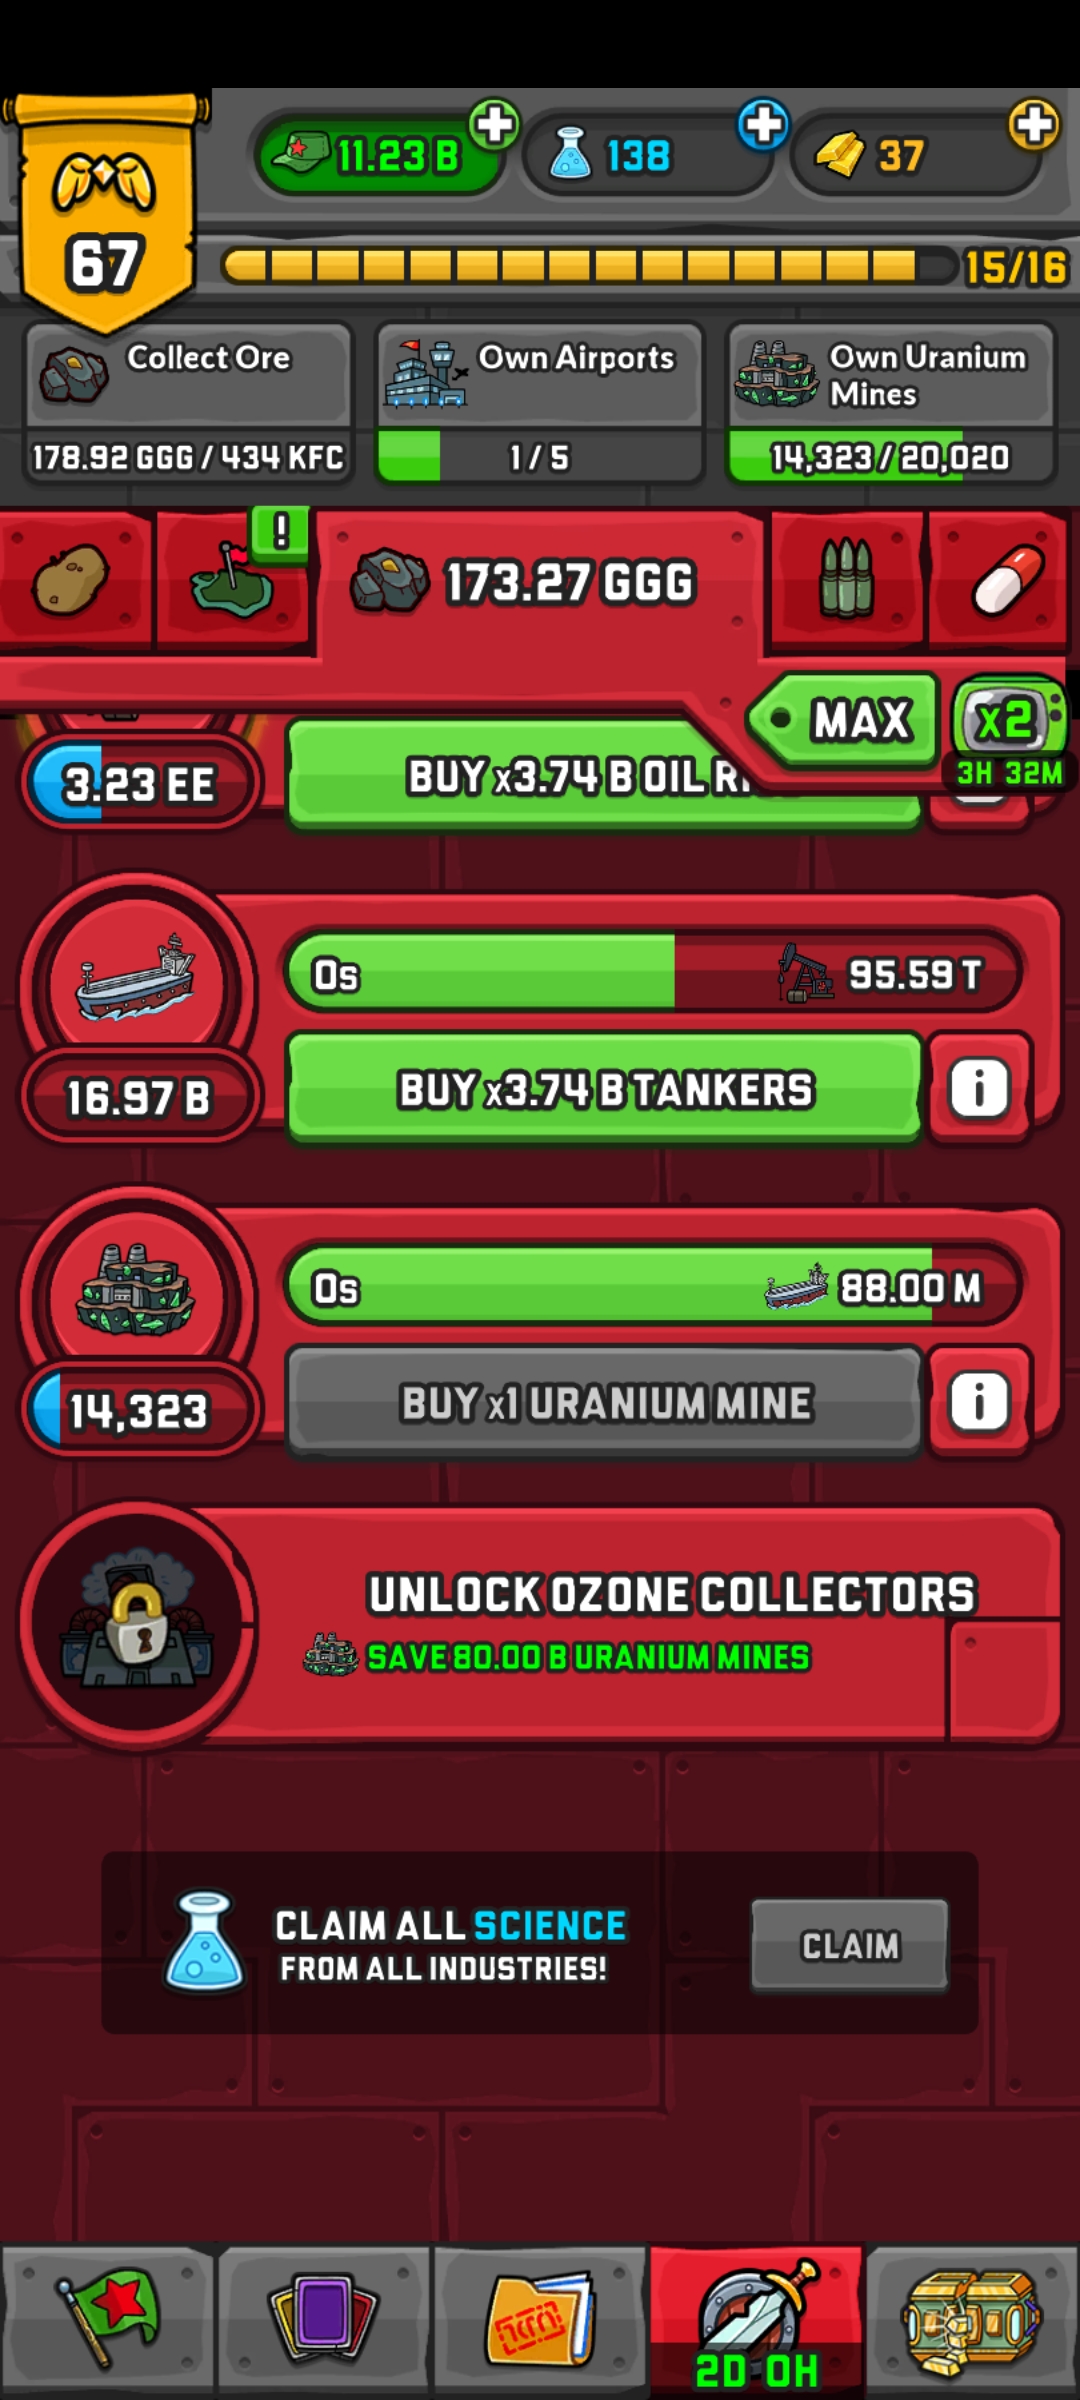 11.23 B
138
37
67
15/16
Collect Ore
178.92 GGG / 434 KFC
Own Airports
1 / 5
Own Uranium
Mines
14,323 / 20,020
!
173.27 GGG
MAX
x2
3H 32M
3.23 EE
BUY x3.74 B OIL
0s
95.59 T
16.97 B
BUY x3.74 B TANKERS
i
0s
88.00 M
14,323
BUY x1 URANIUM MINE
i
UNLOCK OZONE COLLECTORS
SAVE 80.00 B URANIUM MINES
CLAIM ALL SCIENCE
FROM ALL INDUSTRIES!
CLAIM
2D 0H